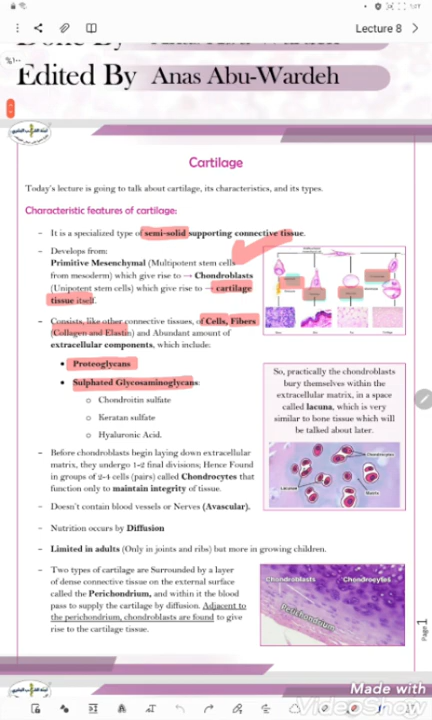 Lecture 8
Done By Anas Abu-Wardeh
Edited By Anas Abu-Wardeh
Cartilage
Today's lecture is going to talk about cartilage, its characteristics, and its types.
Characteristic features of cartilage:
- It is a specialized type of semi-solid supporting connective tissue.
- Develops from:
Primitive Mesenchymal (Multipotent stem cells
from mesoderm) which give rise to → Chondroblasts
(Unipotent stem cells) which give rise to → cartilage
tissue itself.
- Consists, like other connective tissues, of Cells, Fibers
(Collagen and Elastin) and Abundant amount of
extracellular components, which include:
• Proteoglycans
• Sulphated Glycosaminoglycans:
o Chondroitin sulfate
o Keratan sulfate
o Hyaluronic Acid.
So, practically the chondroblasts
bury themselves within the
extracellular matrix, in a space
called lacuna, which is very
similar to bone tissue which will
be talked about later.
Chondrocytes
Lacunae
Matrix
- Before chondroblasts begin laying down extracellular
matrix, they undergo 1-2 final divisions; Hence Found
in groups of 2-4 cells (pairs) called Chondrocytes that
function only to maintain integrity of tissue.
- Doesn't contain blood vessels or Nerves (Avascular).
- Nutrition occurs by Diffusion
- Limited in adults (Only in joints and ribs) but more in growing children.
- Two types of cartilage are Surrounded by a layer
of dense connective tissue on the external surface
called the Perichondrium, and within it the blood
pass to supply the cartilage by diffusion. Adjacent to
the perichondrium, chondroblasts are found to give
rise to the cartilage tissue.
Chondroblasts
Chondrocytes
Perichondrium
Page 1
Made with
VideoShow